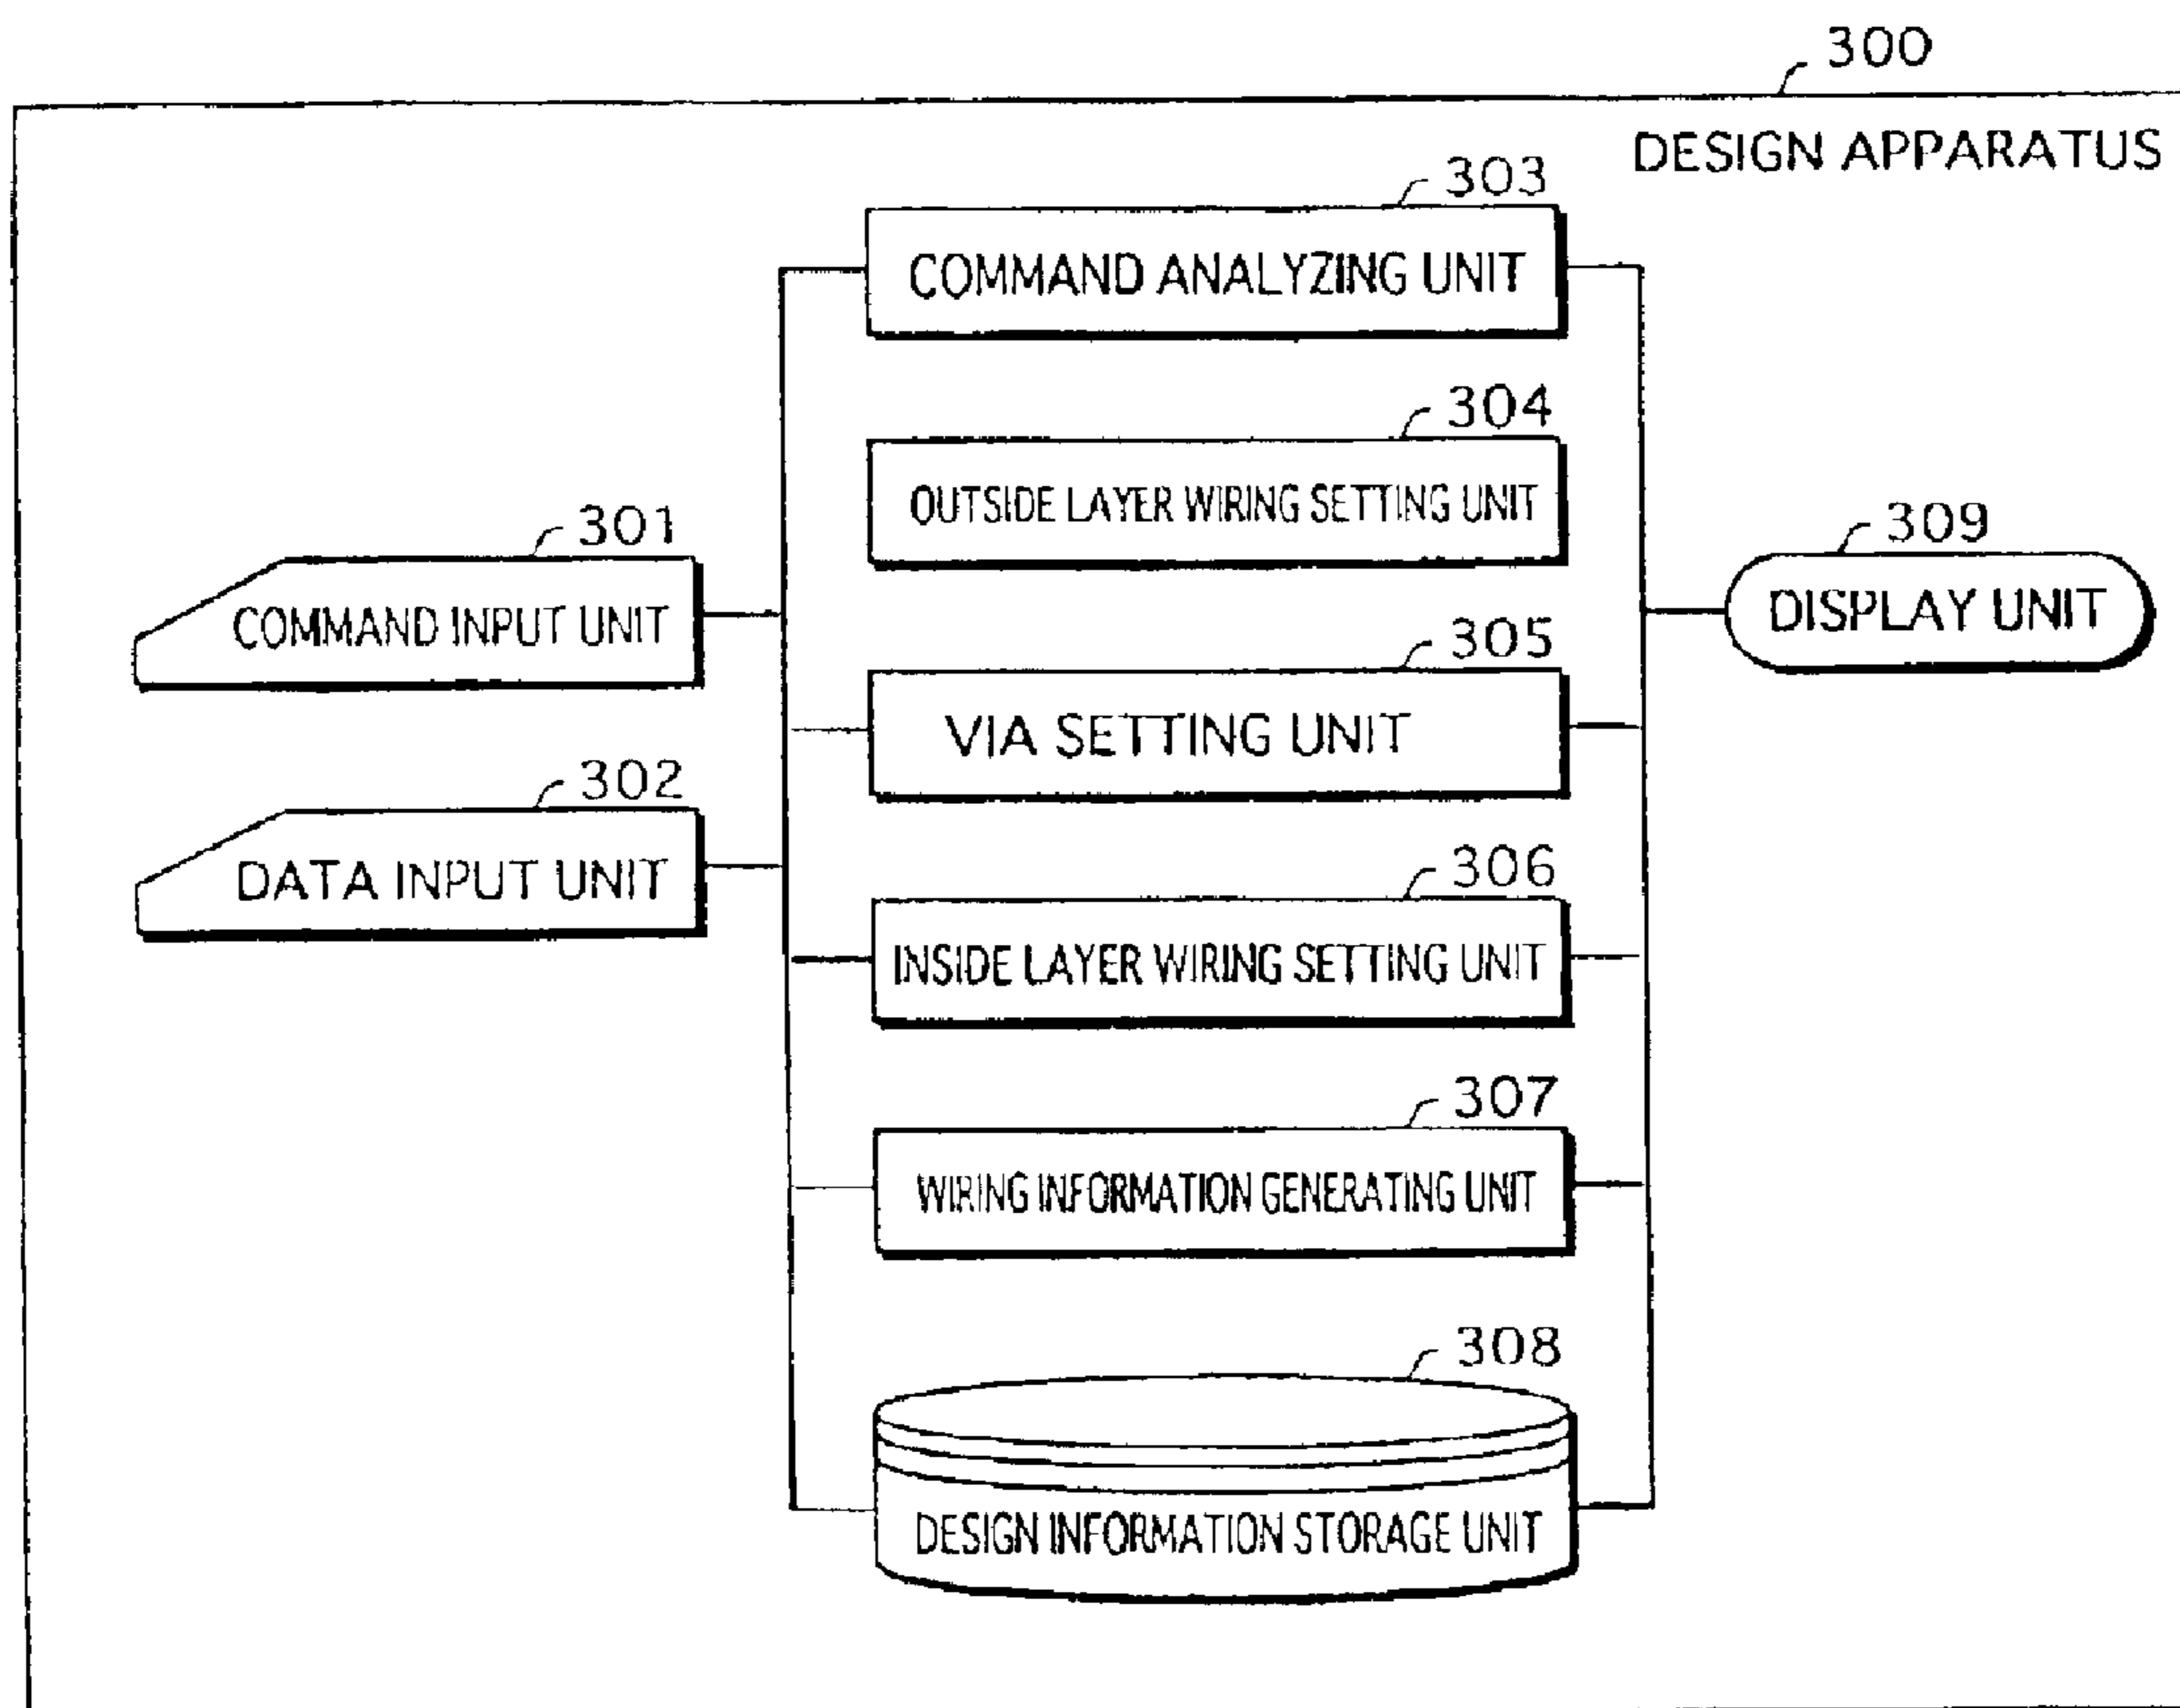 300
DESIGN APPARATUS
303
COMMAND ANALYZING UNIT
304
OUTSIDE LAYER WIRING SETTING UNIT
301
COMMAND INPUT UNIT
309
DISPLAY UNIT
305
VIA SETTING UNIT
302
DATA INPUT UNIT
306
INSIDE LAYER WIRING SETTING UNIT
307
WIRING INFORMATION GENERATING UNIT
308
DESIGN INFORMATION STORAGE UNIT